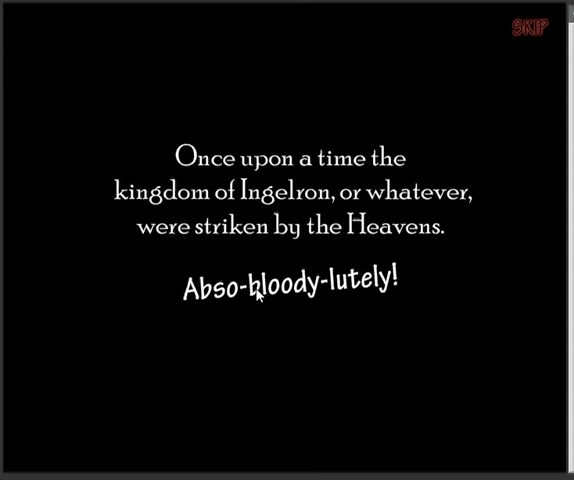 SKIP
Once upon a time the
kingdom of Ingelron, or whatever,
were striken by the Heavens.
Abso-bloody-lutely!